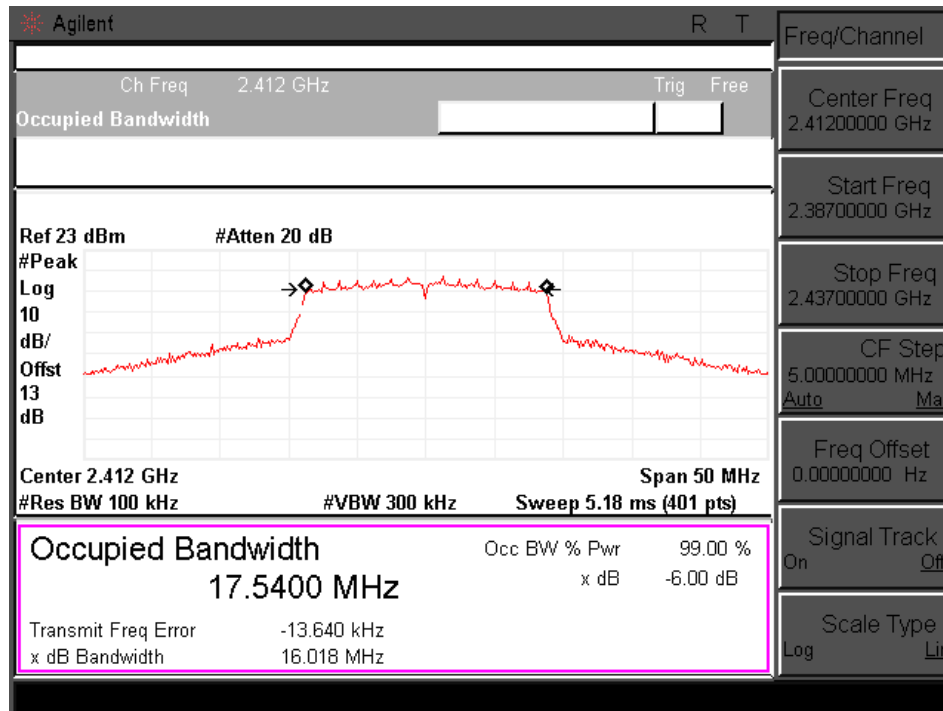 Agilent R T
Freq/Channel
Ch Freq 2.412 GHz Trig Free
Occupied Bandwidth
Center Freq
2.41200000 GHz
Start Freq
2.38700000 GHz
Stop Freq
2.43700000 GHz
CF Step
5.00000000 MHz
Auto Ma
Freq Offset
0.00000000 Hz
Signal Track
On Off
Scale Type
Log Lin
Ref 23 dBm #Atten 20 dB
#Peak
Log
10
dB/
Offst
13
dB
Center 2.412 GHz Span 50 MHz
#Res BW 100 kHz #VBW 300 kHz Sweep 5.18 ms (401 pts)
Occupied Bandwidth Occ BW % Pwr 99.00 %
17.5400 MHz x dB -6.00 dB
Transmit Freq Error -13.640 kHz
x dB Bandwidth 16.018 MHz